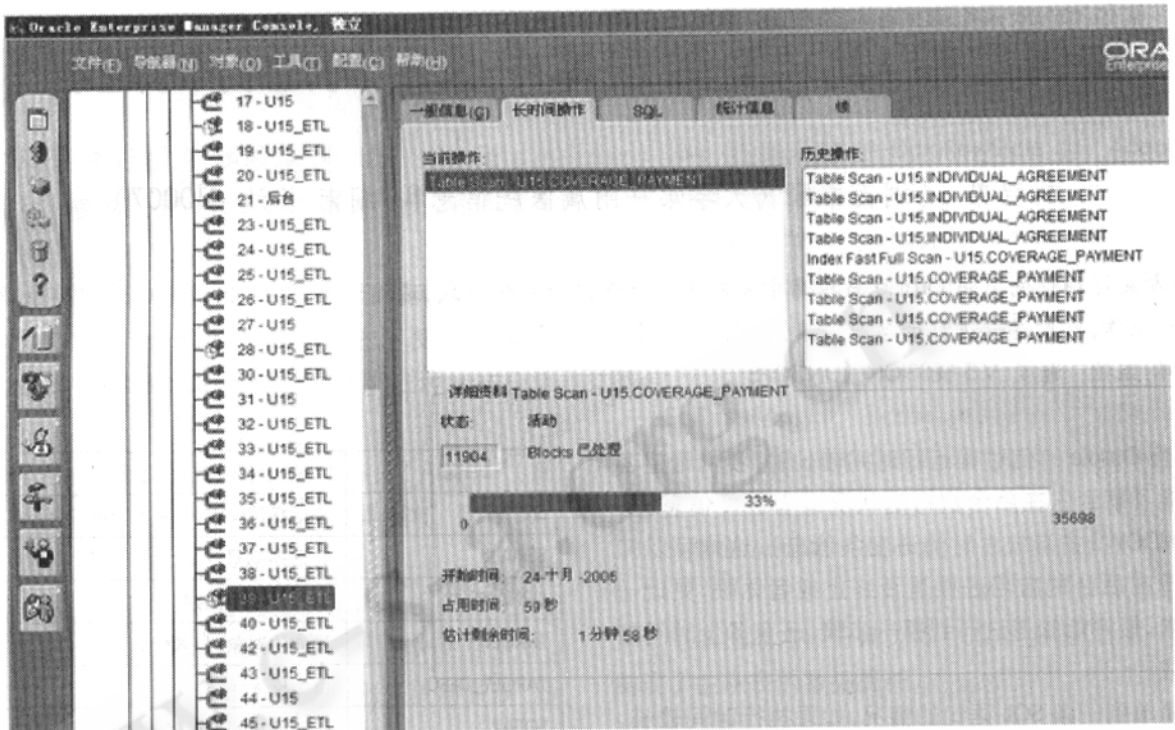 Oracle Enterprise Manager Console, 独立
文件(F) 导航器(N) 对象(O) 工具(T) 配置(C) 帮助(H)
ORA
Enterprise
17 - U15
18 - U15_ETL
19 - U15_ETL
20 - U15_ETL
21 - 后台
23 - U15_ETL
24 - U15_ETL
25 - U15_ETL
26 - U15_ETL
27 - U15
28 - U15_ETL
30 - U15_ETL
31 - U15
32 - U15_ETL
33 - U15_ETL
34 - U15_ETL
35 - U15_ETL
36 - U15_ETL
37 - U15_ETL
38 - U15_ETL
39 - U15_ETL
40 - U15_ETL
42 - U15_ETL
43 - U15_ETL
44 - U15
45 - U15_ETL
一般信息(G) 长时间操作 SQL 统计信息 锁
当前操作:
Table Scan - U15.COVERAGE_PAYMENT
历史操作:
Table Scan - U15.INDIVIDUAL_AGREEMENT
Table Scan - U15.INDIVIDUAL_AGREEMENT
Table Scan - U15.INDIVIDUAL_AGREEMENT
Table Scan - U15.INDIVIDUAL_AGREEMENT
Index Fast Full Scan - U15.COVERAGE_PAYMENT
Table Scan - U15.COVERAGE_PAYMENT
Table Scan - U15.COVERAGE_PAYMENT
Table Scan - U15.COVERAGE_PAYMENT
Table Scan - U15.COVERAGE_PAYMENT
详细资料 Table Scan - U15.COVERAGE_PAYMENT
状态: 活动
11904 Blocks 已处理
33%
0 35698
开始时间: 24-十月 -2005
占用时间: 59 秒
估计剩余时间: 1 分钟 58 秒